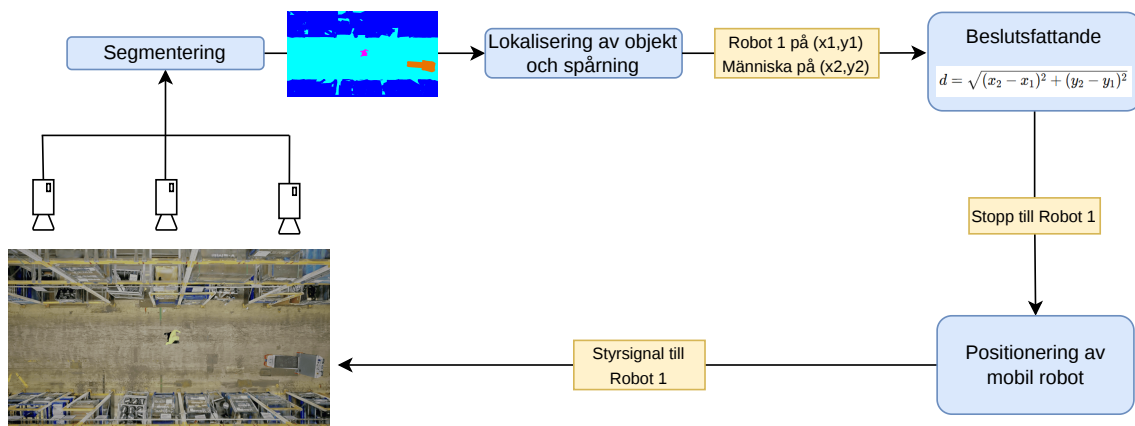 Segmentering
Lokalisering av objekt
och spårning
Robot 1 på (x1,y1)
Människa på (x2,y2)
Beslutsfattande
d = √(x₂ − x₁)² + (y₂ − y₁)²
Stopp till Robot 1
Positionering av
mobil robot
Styrsignal till
Robot 1